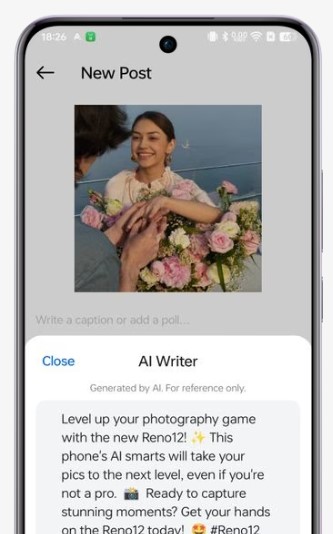 18:26
New Post
Write a caption or add a poll...
Close
AI Writer
Generated by AI. For reference only.
Level up your photography game
with the new Reno12! ✨ This
phone's AI smarts will take your
pics to the next level, even if you're
not a pro. 📸 Ready to capture
stunning moments? Get your hands
on the Reno12 today! 🤩 #Reno12